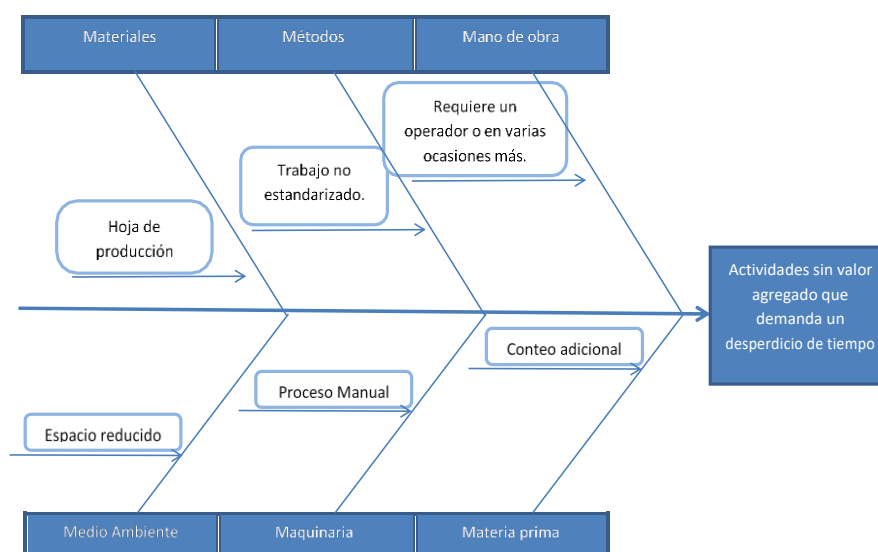 Materiales
Métodos
Mano de obra
Requiere un
operador o en varias
ocasiones más.
Trabajo no
estandarizado.
Hoja de
producción
Actividades sin valor
agregado que
demanda un
desperdicio de tiempo
Conteo adicional
Proceso Manual
Espacio reducido
Medio Ambiente
Maquinaria
Materia prima